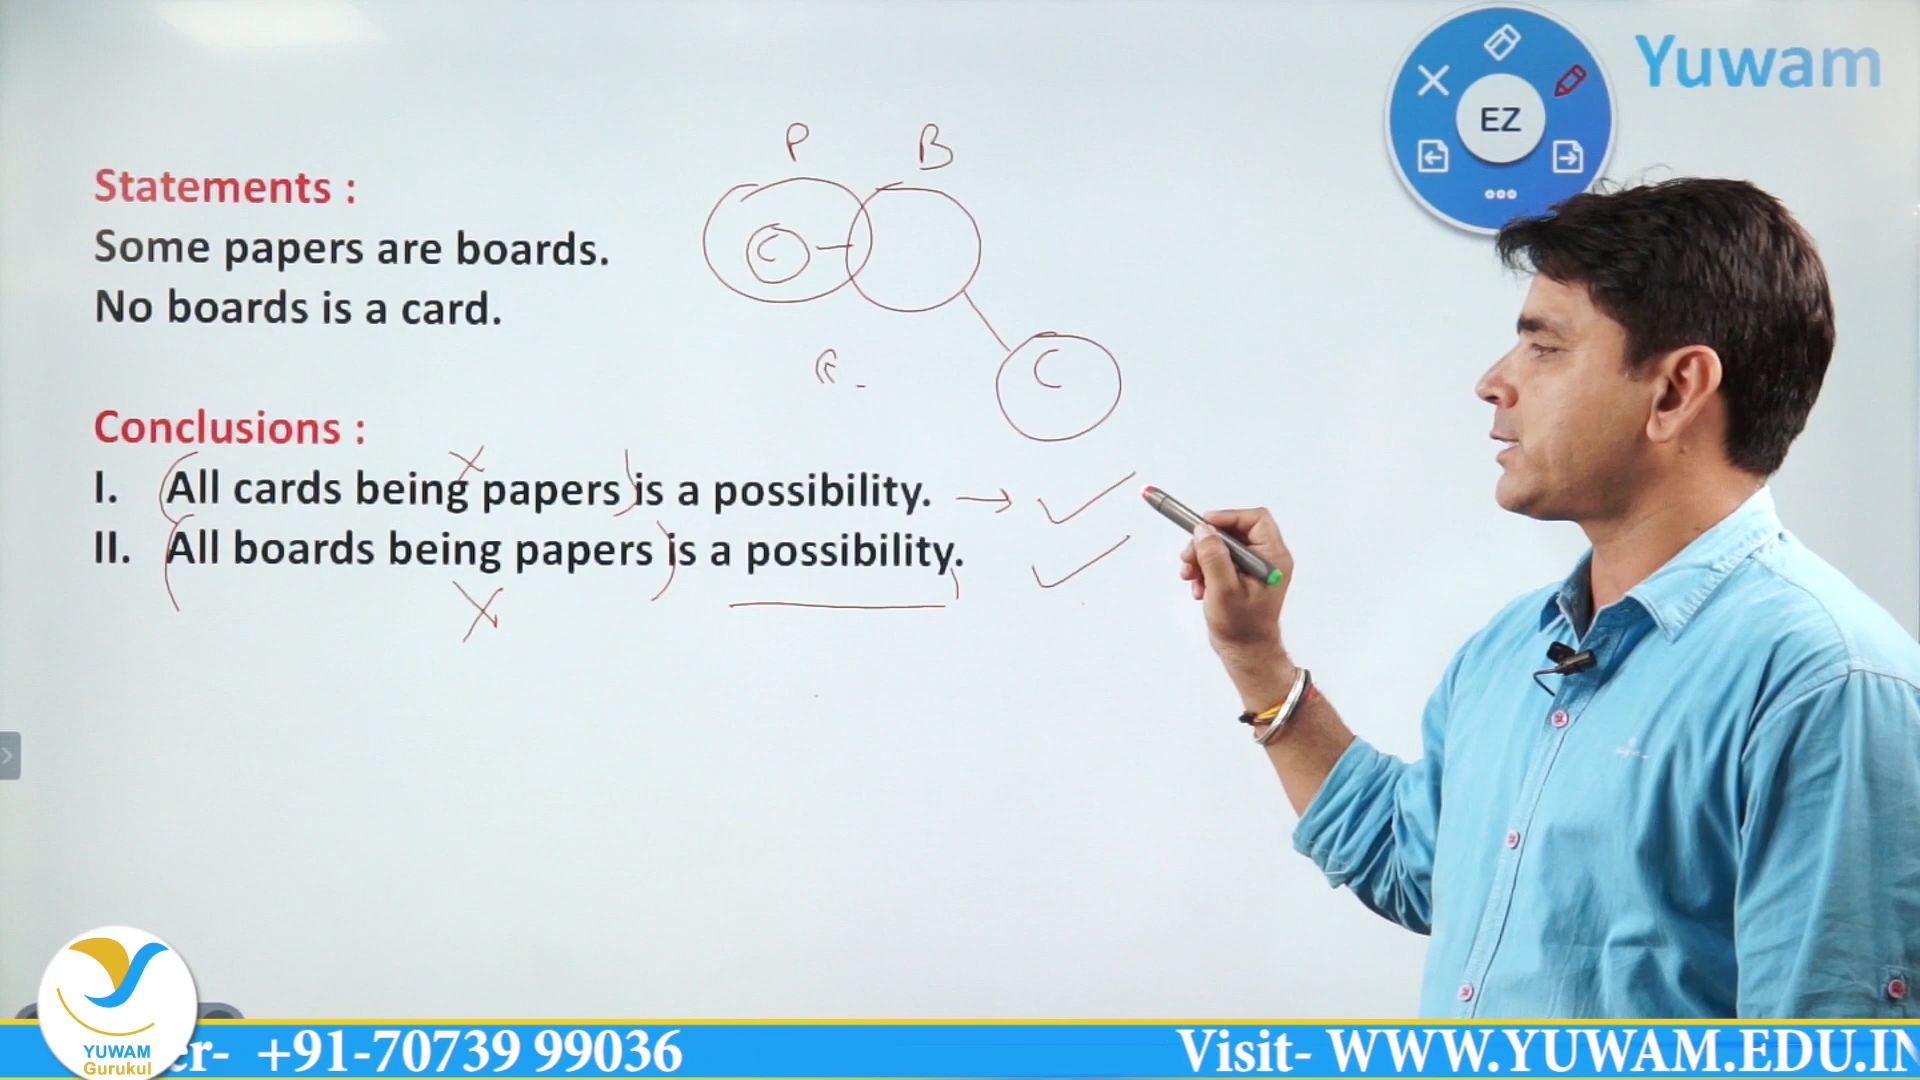 Yuwam
EZ
P B
Statements :
Some papers are boards.
C
No boards is a card.
C
Conclusions :
I. All cards being papers is a possibility.
II. All boards being papers is a possibility.
YUWAM
Gurukul
er- +91-70739 99036
Visit- WWW.YUWAM.EDU.IN